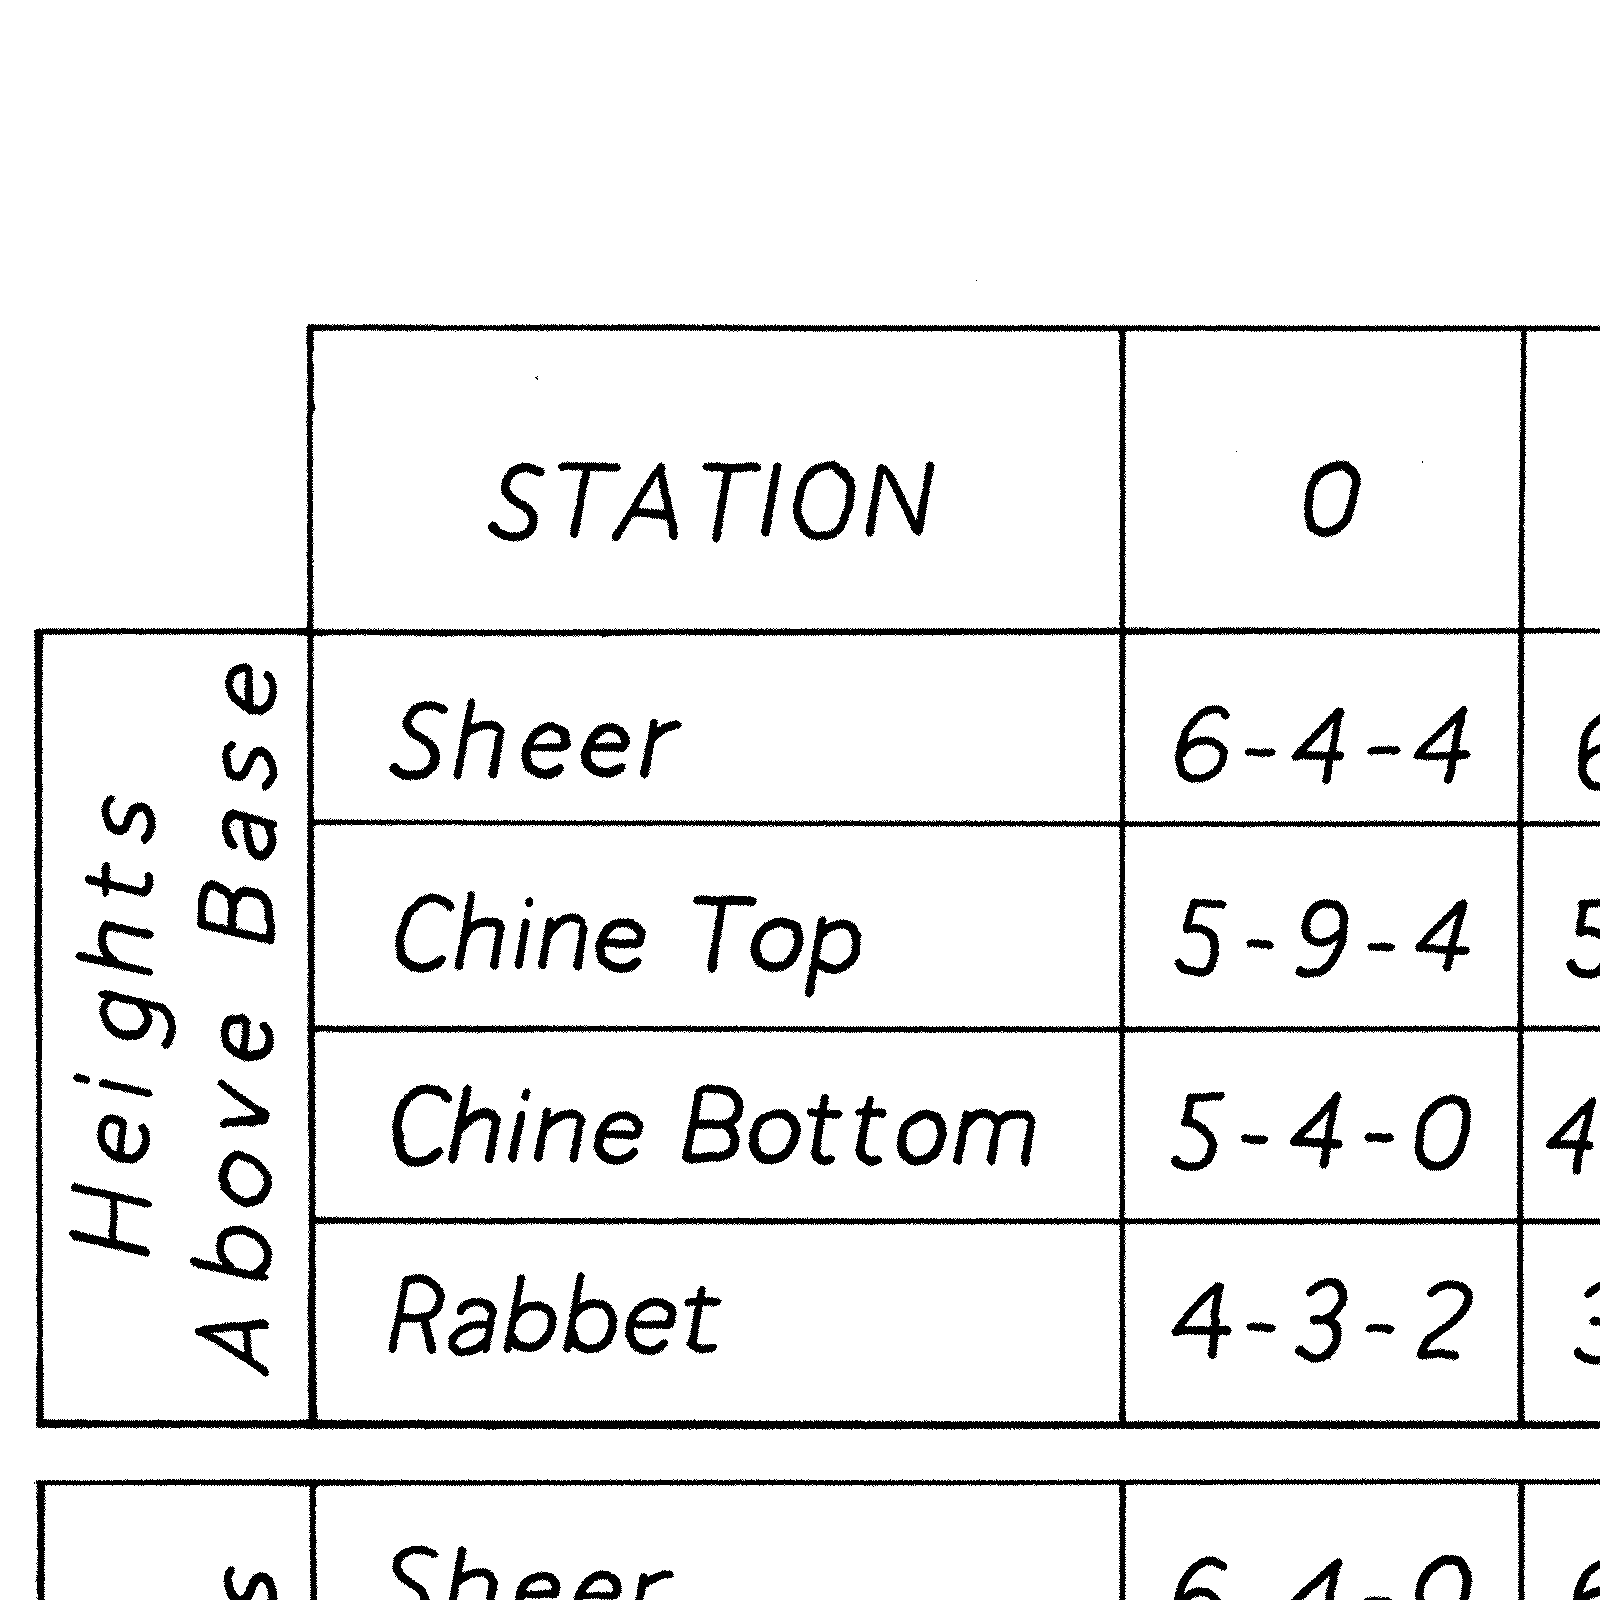 STATION 0
Heights
Above Base
Sheer 6-4-4
Chine Top 5-9-4
Chine Bottom 5-4-0
Rabbet 4-3-2
Sheer